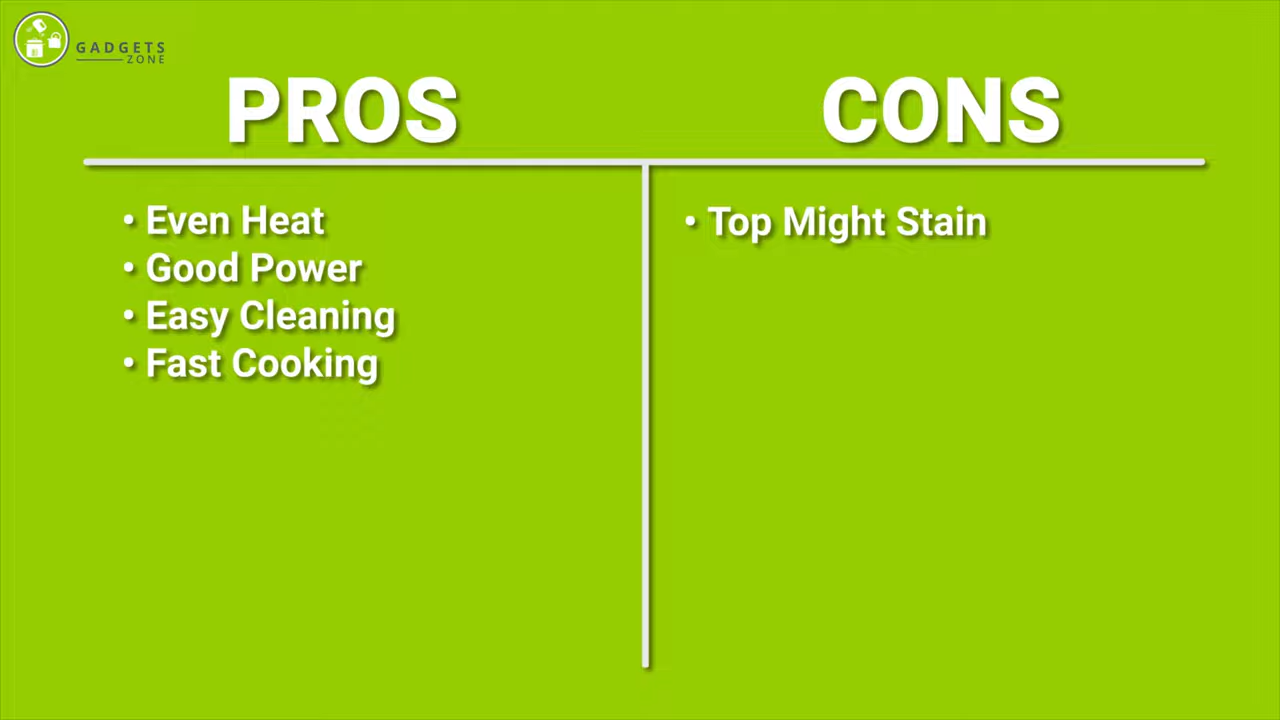 GADGETS
ZONE
PROS
CONS
• Even Heat
• Good Power
• Easy Cleaning
• Fast Cooking
• Top Might Stain